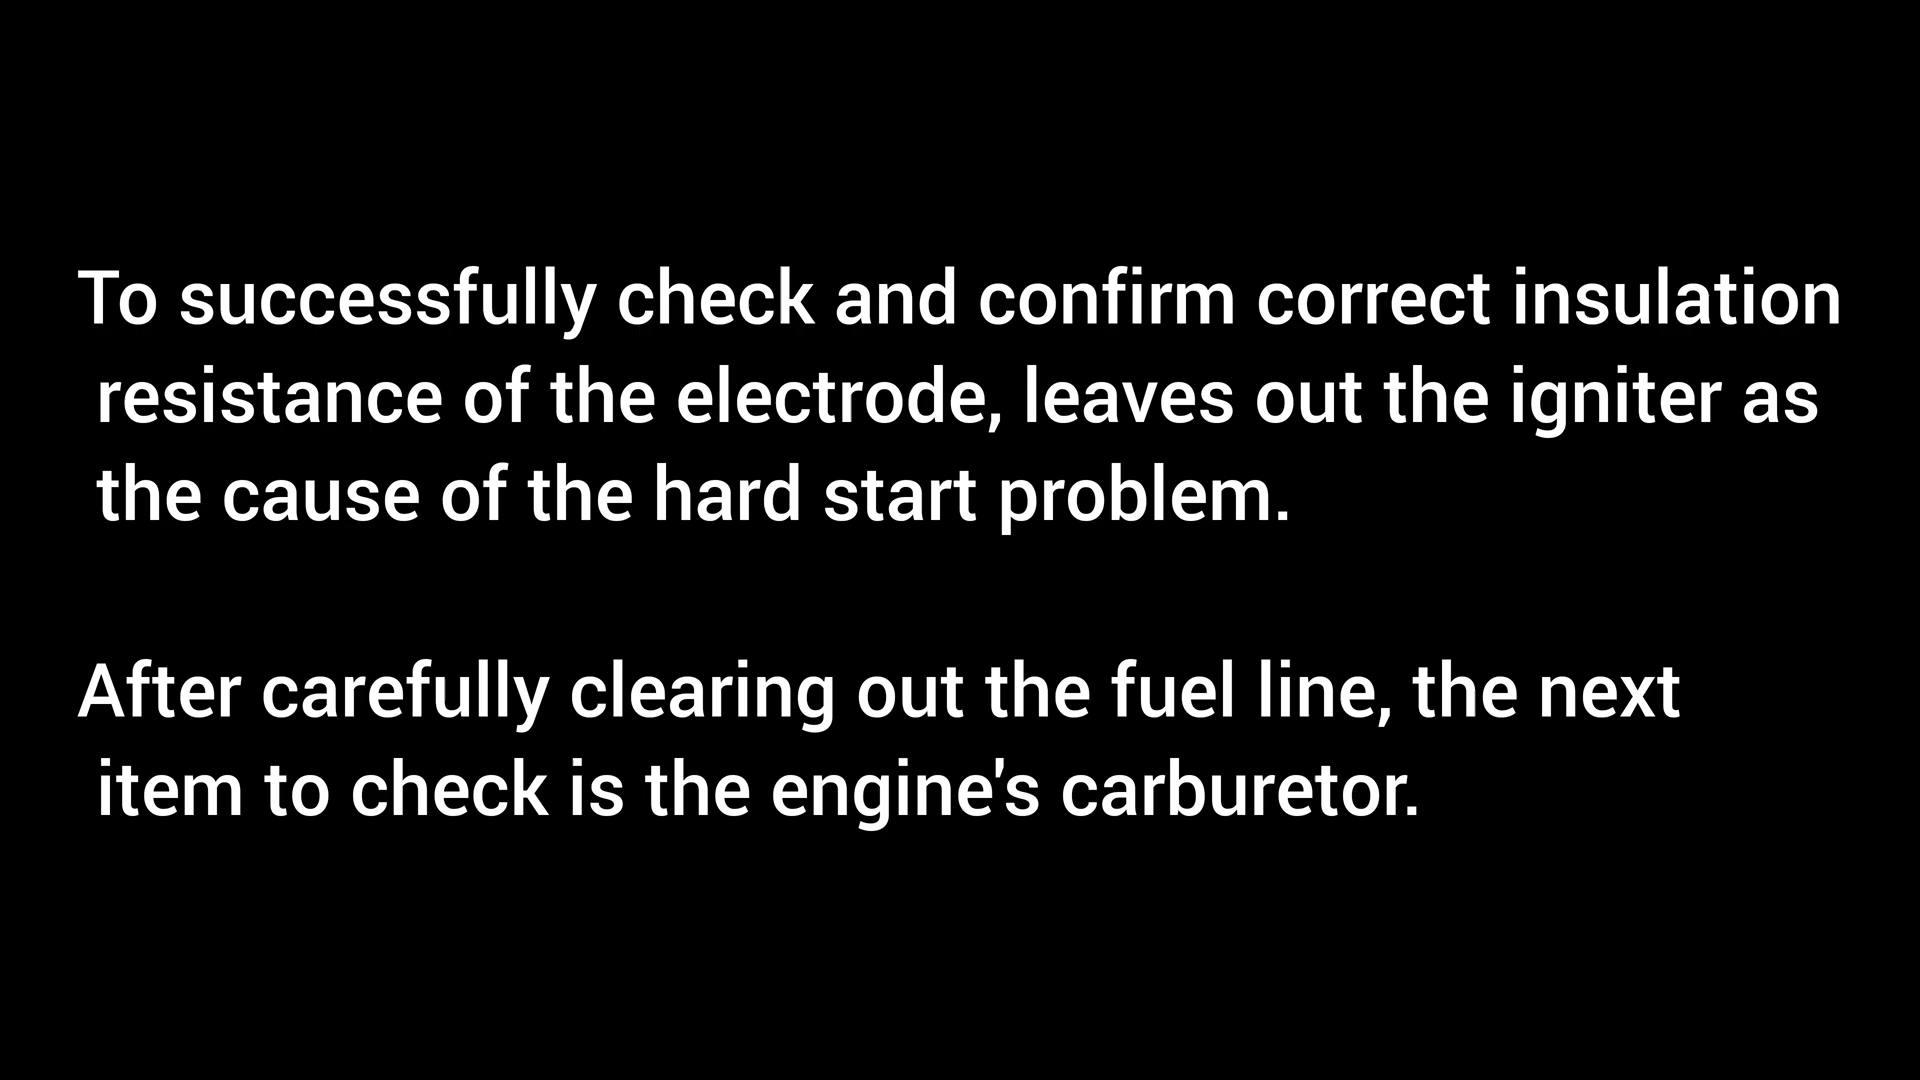 To successfully check and confirm correct insulation
resistance of the electrode, leaves out the igniter as
the cause of the hard start problem.
After carefully clearing out the fuel line, the next
item to check is the engine's carburetor.